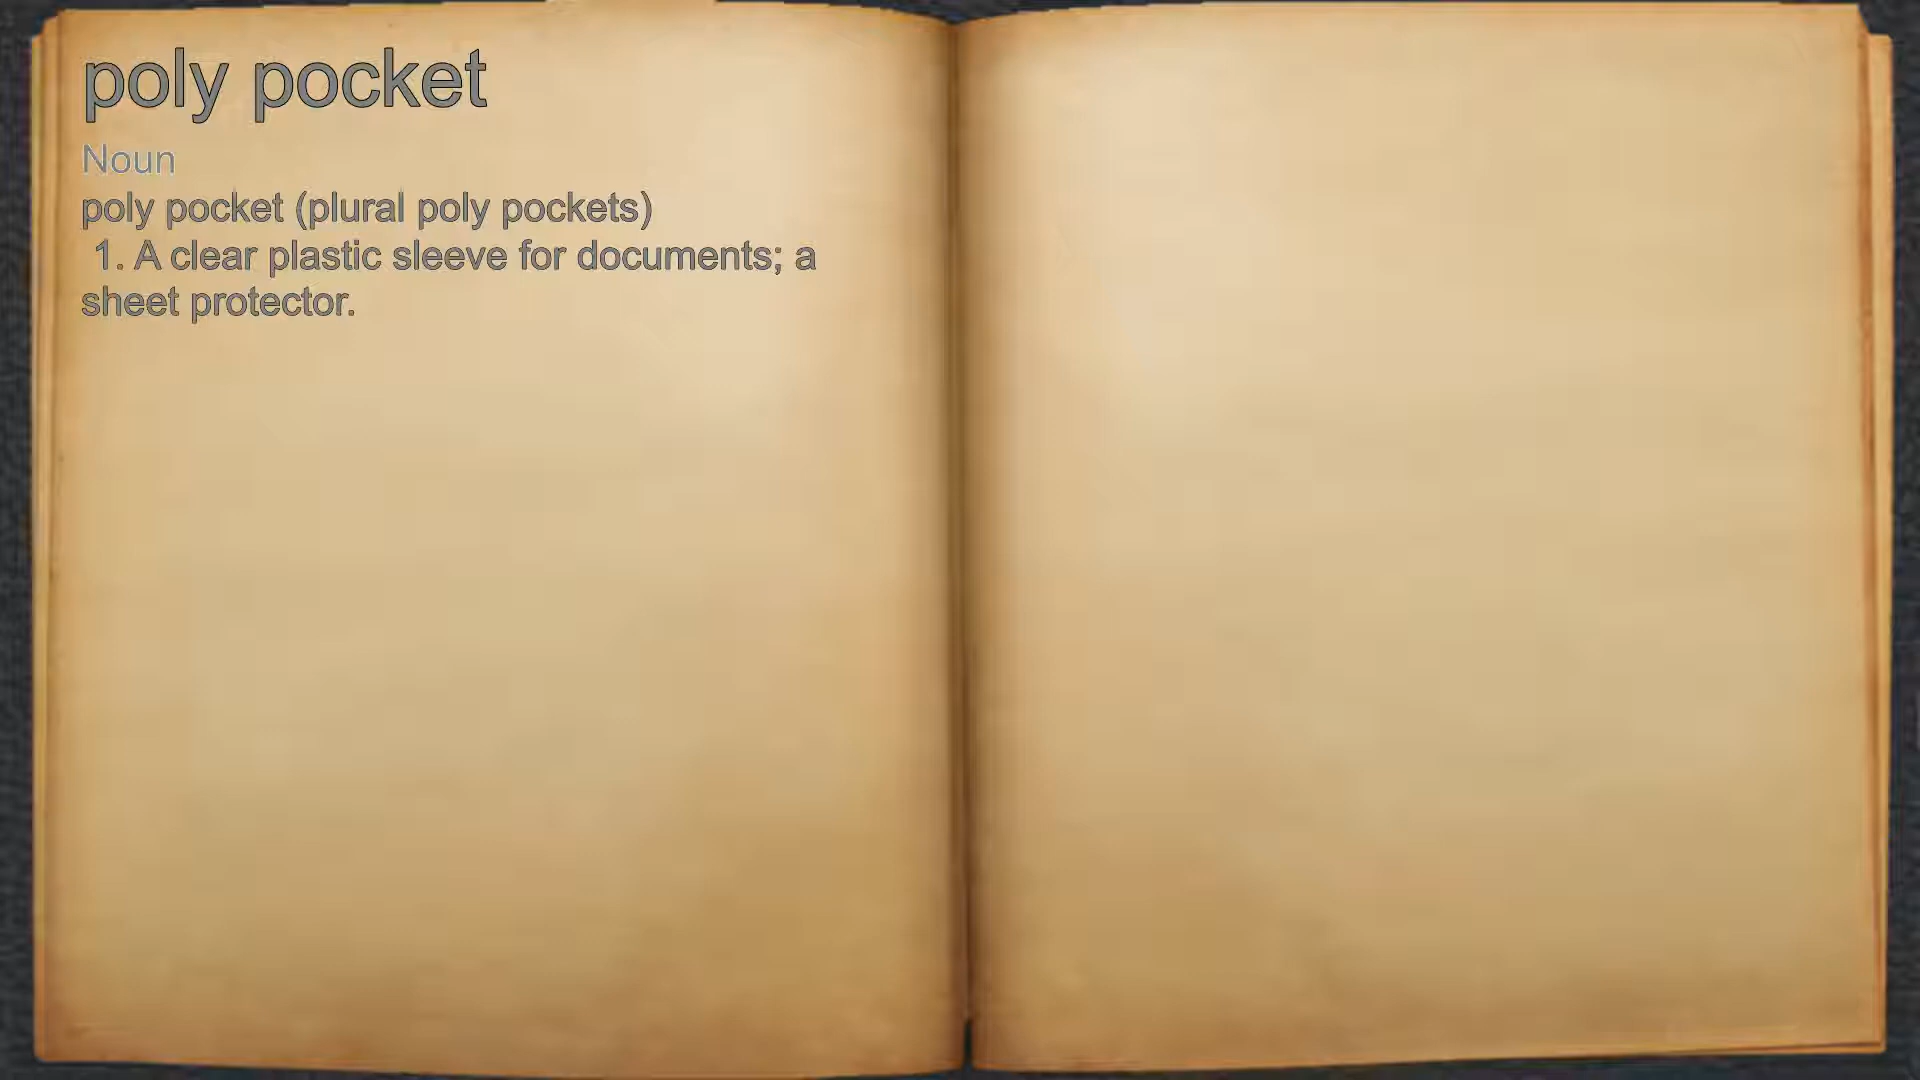 poly pocket
Noun
poly pocket (plural poly pockets)
1. A clear plastic sleeve for documents; a
sheet protector.